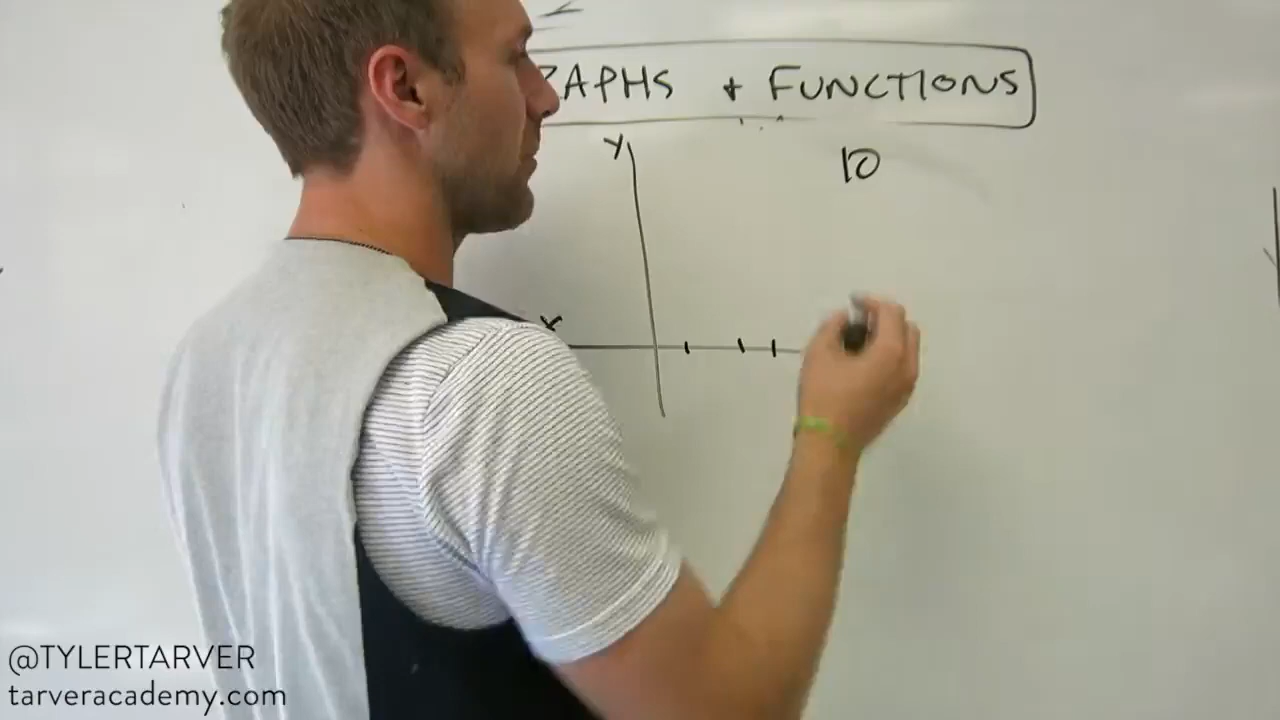 APHS + FUNCTIONS
y
10
x
@TYLERTARVER
tarveracademy.com